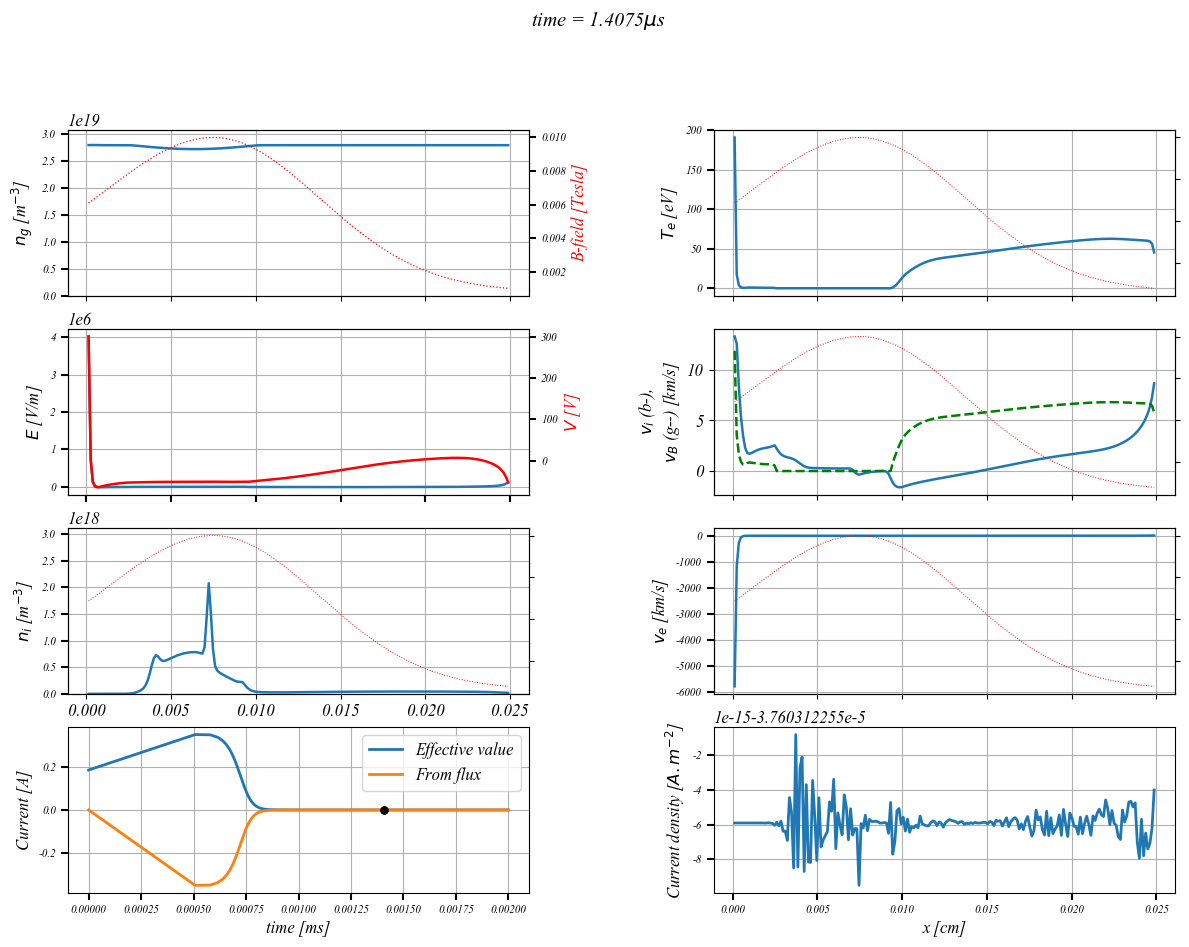 time = 1.4075μs
1e19
3.0
2.5
2.0
1.5
1.0
0.5
0.0
n_g [m^{-3}]
0.010
0.008
0.006
0.004
0.002
B-field [Tesla]
200
150
100
50
0
T_e [eV]
1e6
4
3
2
1
0
E [V/m]
300
200
100
0
V [V]
10
5
0
v_i (b-),
v_B (g--) [km/s]
1e18
3.0
2.5
2.0
1.5
1.0
0.5
0.0
n_i [m^{-3}]
0.000 0.005 0.010 0.015 0.020 0.025
0
-1000
-2000
-3000
-4000
-5000
-6000
v_e [km/s]
0.2
0.0
-0.2
Current [A]
Effective value
From flux
0.00000 0.00025 0.00050 0.00075 0.00100 0.00125 0.00150 0.00175 0.00200
time [ms]
1e-15-3.760312255e-5
-2
-4
-6
-8
Current density [A.m^{-2}]
0.000 0.005 0.010 0.015 0.020 0.025
x [cm]